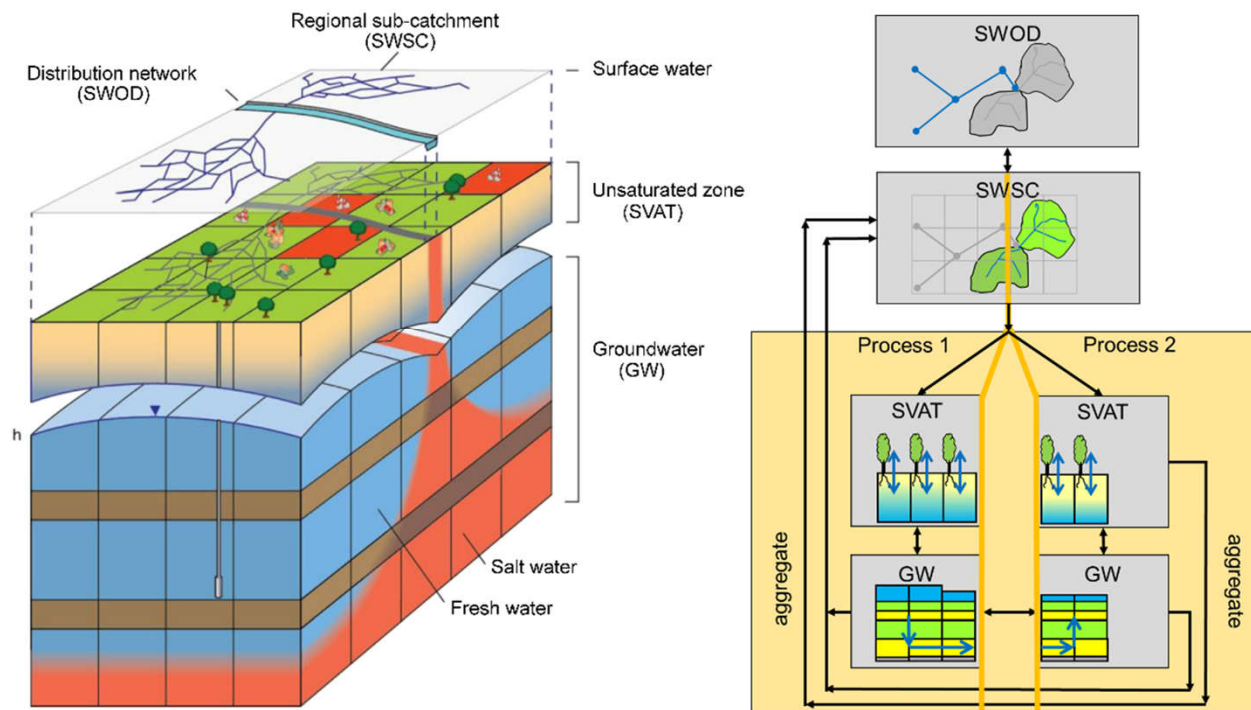 Regional sub-catchment
(SWSC)
Distribution network
(SWOD)
Surface water
Unsaturated zone
(SVAT)
Groundwater
(GW)
h
Salt water
Fresh water
SWOD
SWSC
Process 1
Process 2
SVAT
SVAT
GW
GW
aggregate
aggregate